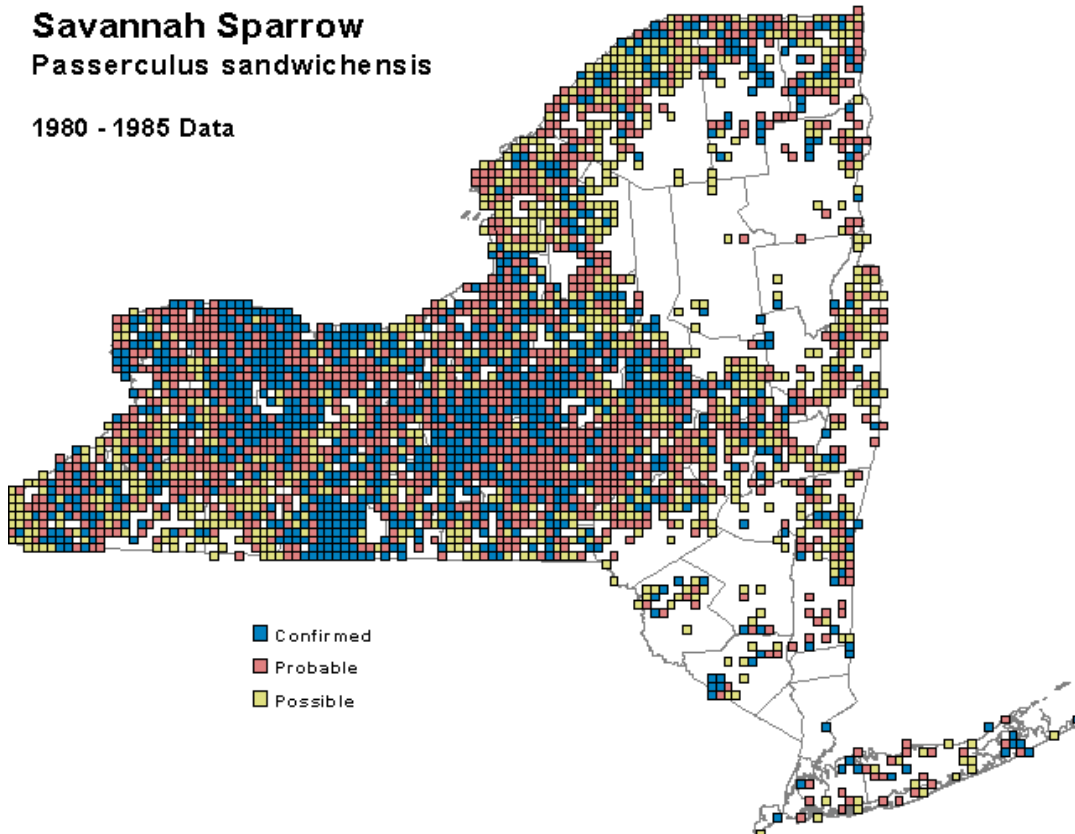 Savannah Sparrow
Passerculus sandwichensis
1980 - 1985 Data
Confirmed
Probable
Possible